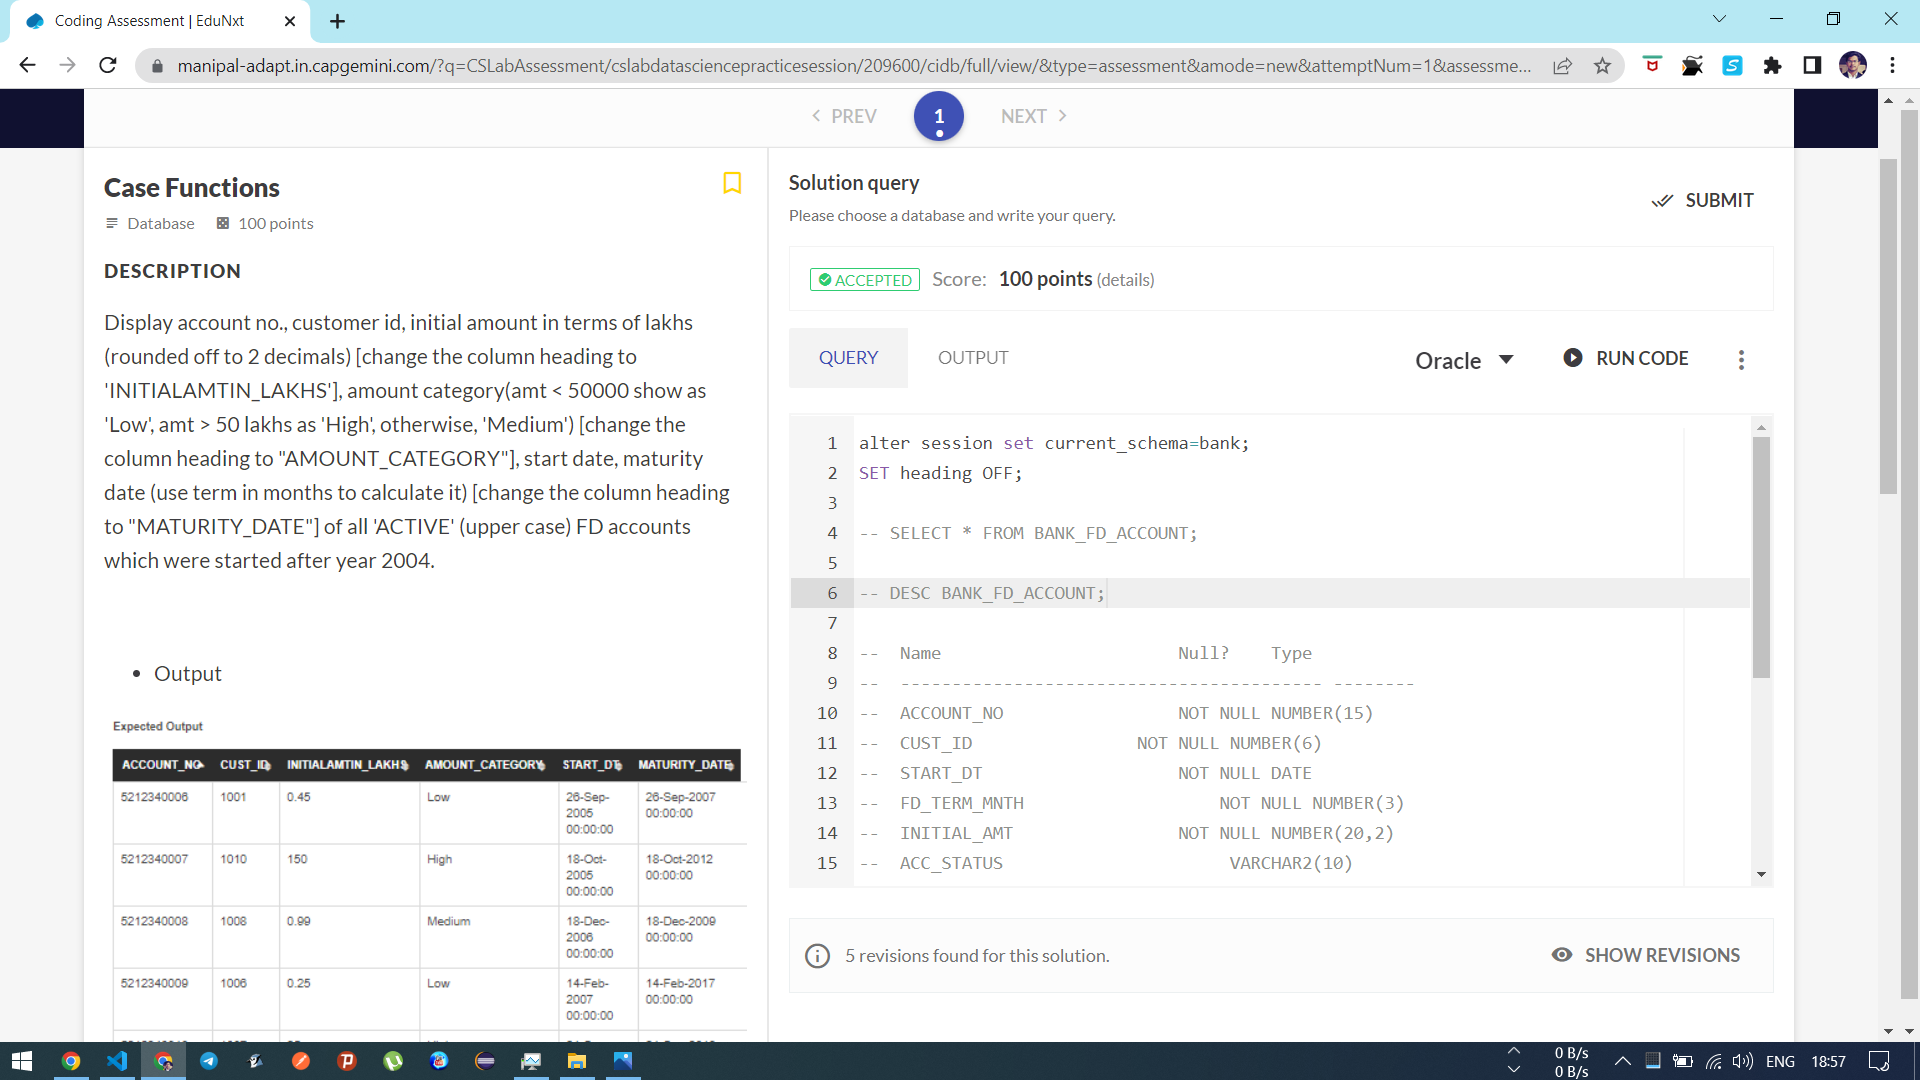 Coding Assessment | EduNxt
manipal-adapt.in.capgemini.com/?q=CSLabAssessment/cslabdatasciencepracticesession/209600/cidb/full/view/&type=assessment&amode=new&attemptNum=1&assessme...
PREV
1
NEXT
Case Functions
Database
100 points
DESCRIPTION
Display account no., customer id, initial amount in terms of lakhs
(rounded off to 2 decimals) [change the column heading to
'INITIALAMTIN_LAKHS'], amount category(amt < 50000 show as
'Low', amt > 50 lakhs as 'High', otherwise, 'Medium') [change the
column heading to "AMOUNT_CATEGORY"], start date, maturity
date (use term in months to calculate it) [change the column heading
to "MATURITY_DATE"] of all 'ACTIVE' (upper case) FD accounts
which were started after year 2004.
• Output
Expected Output
ACCOUNT_NO CUST_ID INITIALAMTIN_LAKHS AMOUNT_CATEGORY START_DT MATURITY_DATE
5212340006 1001 0.45 Low 26-Sep-2005 00:00:00 26-Sep-2007 00:00:00
5212340007 1010 150 High 18-Oct-2005 00:00:00 18-Oct-2012 00:00:00
5212340008 1008 0.99 Medium 18-Dec-2006 00:00:00 18-Dec-2009 00:00:00
5212340009 1006 0.25 Low 14-Feb-2007 00:00:00 14-Feb-2017 00:00:00
Solution query
Please choose a database and write your query.
SUBMIT
ACCEPTED Score: 100 points (details)
QUERY
OUTPUT
Oracle
RUN CODE
1 alter session set current_schema=bank;
2 SET heading OFF;
3
4 -- SELECT * FROM BANK_FD_ACCOUNT;
5
6 -- DESC BANK_FD_ACCOUNT;
7
8 -- Name Null? Type
9 -- ----------------------------------------- --------
10 -- ACCOUNT_NO NOT NULL NUMBER(15)
11 -- CUST_ID NOT NULL NUMBER(6)
12 -- START_DT NOT NULL DATE
13 -- FD_TERM_MNTH NOT NULL NUMBER(3)
14 -- INITIAL_AMT NOT NULL NUMBER(20,2)
15 -- ACC_STATUS VARCHAR2(10)
5 revisions found for this solution.
SHOW REVISIONS
0 B/s
0 B/s
ENG
18:57